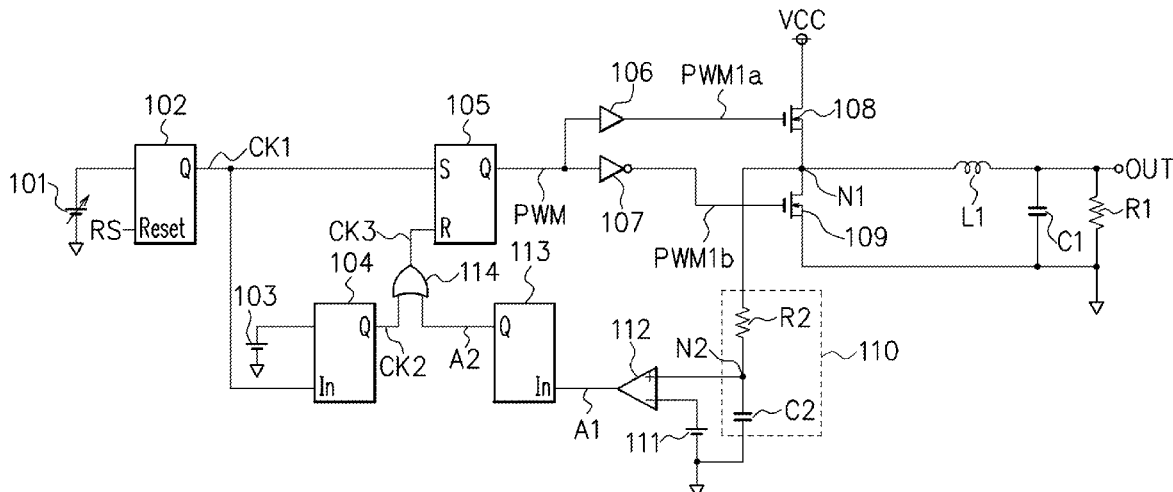 VCC
106
PWM1a
102
105
108
CK1
Q
S
Q
OUT
101
N1
L1
PWM
107
RS
Reset
CK3
R
109
C1
R1
PWM1b
114
113
104
103
R2
Q
Q
112
N2
110
CK2
A2
In
In
C2
A1
111